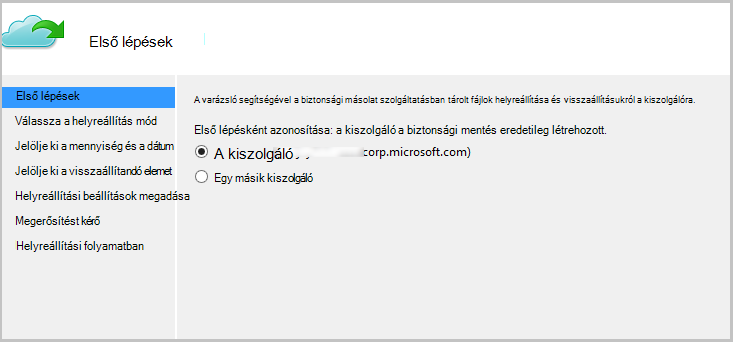 Első lépések
Első lépések
Válassza a helyreállítás mód
Jelölje ki a mennyiség és a dátum
Jelölje ki a visszaállítandó elemet
Helyreállítási beállítások megadása
Megerősítést kérő
Helyreállítási folyamatban
A varázsló segítségével a biztonsági másolat szolgáltatásban tárolt fájlok helyreállítása és visszaállításukról a kiszolgálóra.
Első lépésként azonosítása: a kiszolgáló a biztonsági mentés eredetileg létrehozott.
A kiszolgáló corp.microsoft.com)
Egy másik kiszolgáló